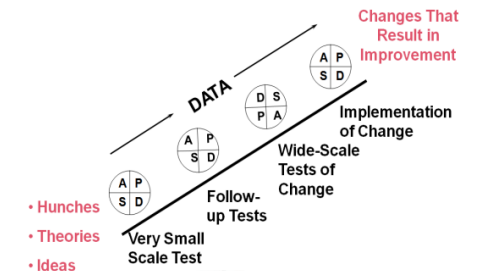 Changes That
Result in
Improvement
A P
S D
DATA
D S
P A
A P
S D
A P
S D
Implementation
of Change
Wide-Scale
Tests of
Change
Follow-
up Tests
Very Small
Scale Test
• Hunches
• Theories
• Ideas